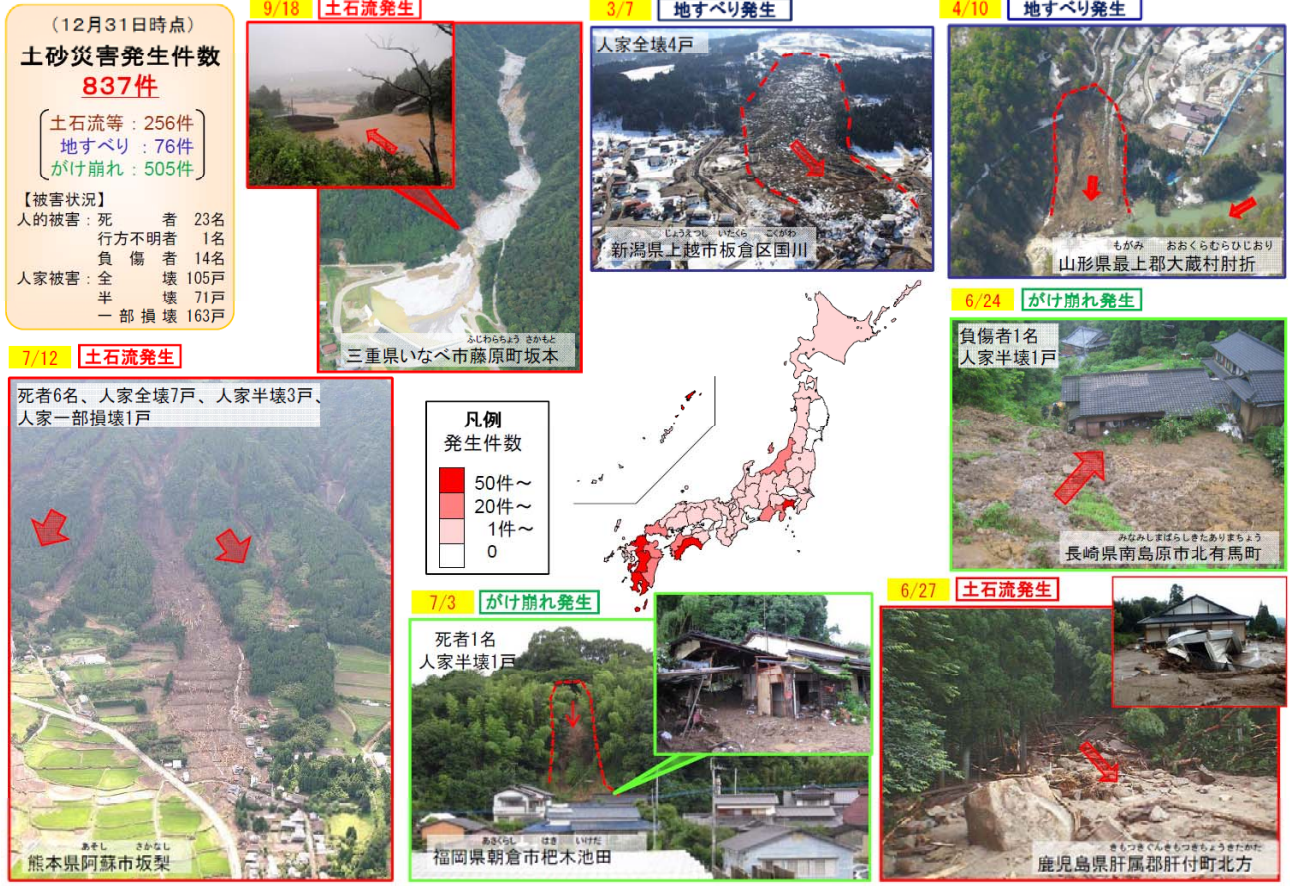 (12月31日時点)
土砂災害発生件数
837件
土石流等：256件
地すべり：76件
がけ崩れ：505件
【被害状況】
人的被害：死　　者　23名
行方不明者　1名
負　傷　者　14名
人家被害：全　　壊　105戸
半　　壊　71戸
一部損壊　163戸
9/18　土石流発生
ふじわらちょう さかもと
三重県いなべ市藤原町坂本
3/7　地すべり発生
人家全壊4戸
じょうえつし いたくら こくがわ
新潟県上越市板倉区国川
4/10　地すべり発生
もがみ おおくらむらひじおり
山形県最上郡大蔵村肘折
6/24　がけ崩れ発生
負傷者1名
人家半壊1戸
みなみしまばらしきたありまちょう
長崎県南島原市北有馬町
7/12　土石流発生
死者6名、人家全壊7戸、人家半壊3戸、
人家一部損壊1戸
あそし さかなし
熊本県阿蘇市坂梨
凡例
発生件数
50件～
20件～
1件～
0
7/3　がけ崩れ発生
死者1名
人家半壊1戸
あさくらし はき いけだ
福岡県朝倉市杷木池田
6/27　土石流発生
きもつきぐんきもつきちょうきたかた
鹿児島県肝属郡肝付町北方